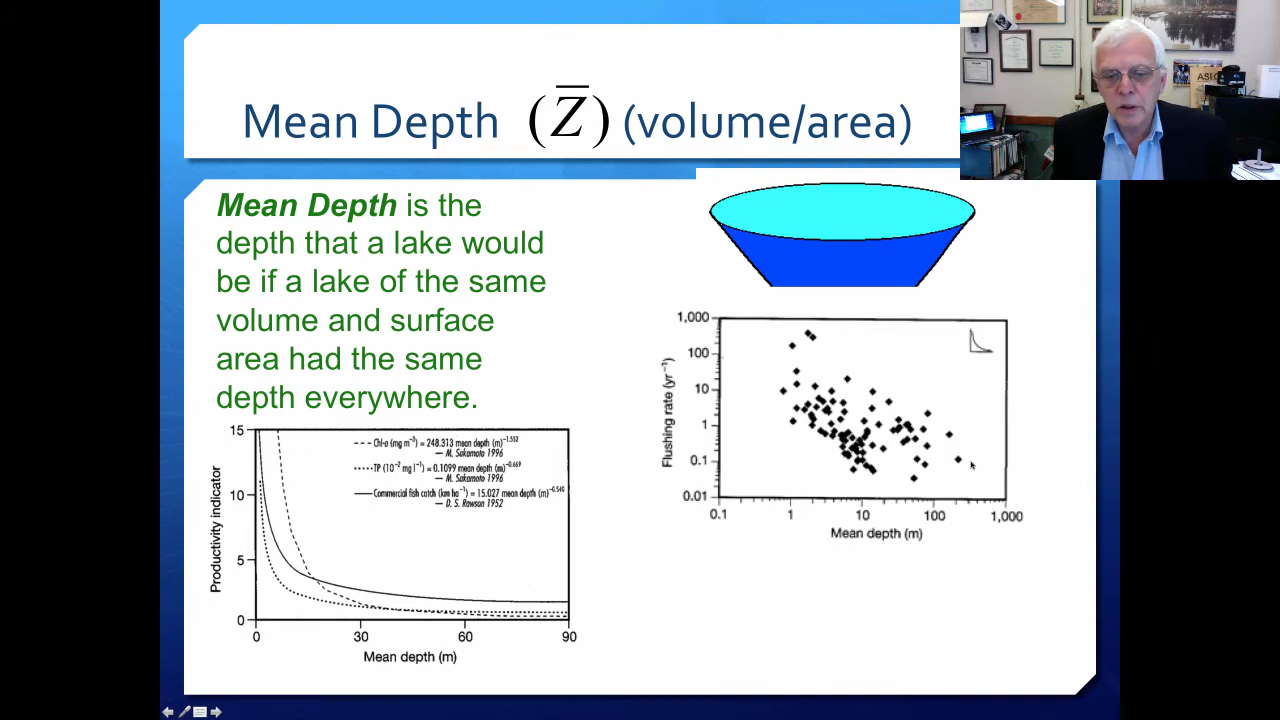 Mean Depth (Z̅) (volume/area)
Mean Depth is the
depth that a lake would
be if a lake of the same
volume and surface
area had the same
depth everywhere.
15
10
5
0
Productivity indicator
Chl-a (mg m⁻³) = 248.313 mean depth (m)⁻¹·⁵⁵²
— M. Sakamoto 1996
TP (10⁻² mg l⁻¹) = 0.1099 mean depth (m)⁻⁰·⁶⁶⁹
— M. Sakamoto 1996
Commercial fish catch (km ha⁻¹) = 15.027 mean depth (m)⁻⁰·⁵⁴⁰
— D. S. Rawson 1952
0 30 60 90
Mean depth (m)
1,000
100
10
1
0.1
0.01
Flushing rate (yr⁻¹)
0.1 1 10 100 1,000
Mean depth (m)